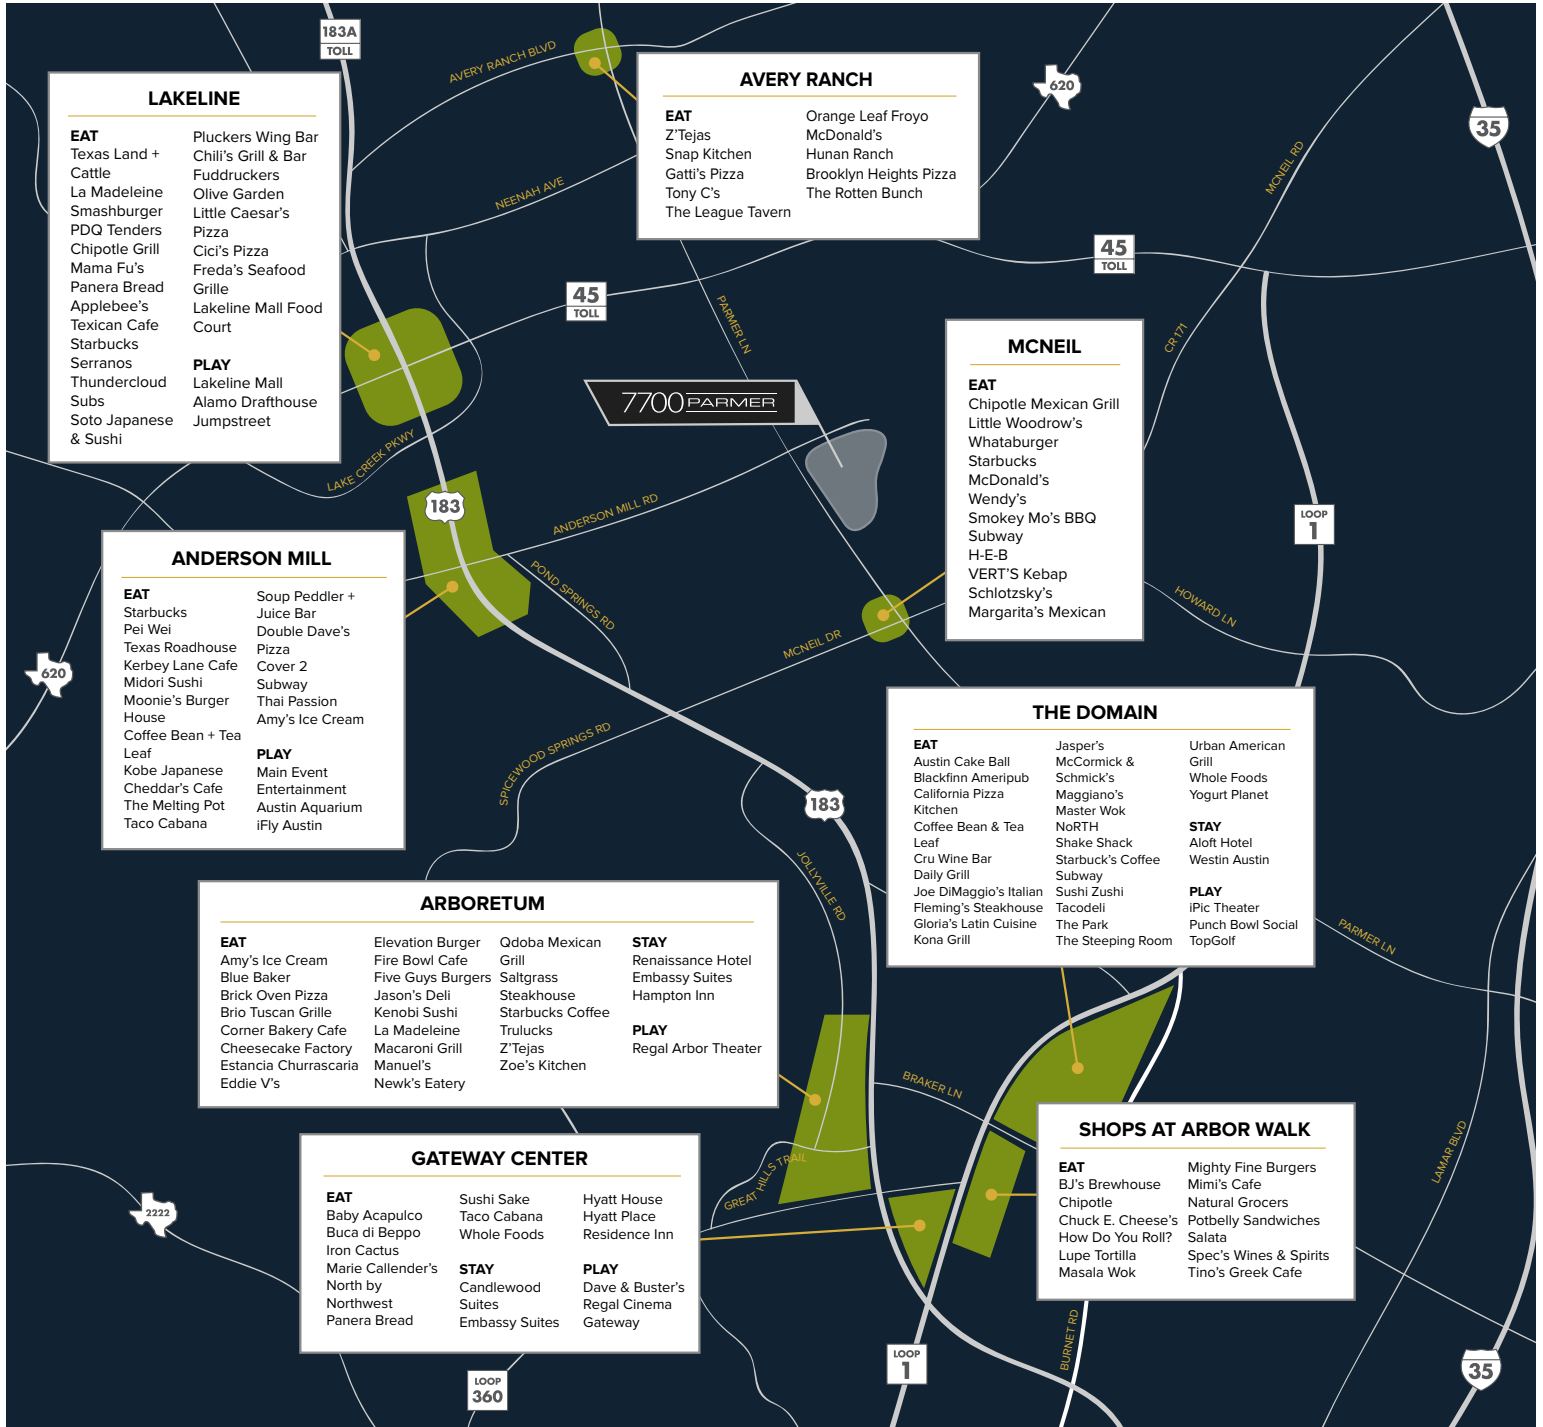 183A
TOLL
AVERY RANCH BLVD
620
35
LAKELINE
EAT
Texas Land +
Cattle
La Madeleine
Smashburger
PDQ Tenders
Chipotle Grill
Mama Fu's
Panera Bread
Applebee's
Texican Cafe
Starbucks
Serranos
Thundercloud
Subs
Soto Japanese
& Sushi
Pluckers Wing Bar
Chili's Grill & Bar
Fuddruckers
Olive Garden
Little Caesar's
Pizza
Cici's Pizza
Freda's Seafood
Grille
Lakeline Mall Food
Court
PLAY
Lakeline Mall
Alamo Drafthouse
Jumpstreet
AVERY RANCH
EAT
Z'Tejas
Snap Kitchen
Gatti's Pizza
Tony C's
The League Tavern
Orange Leaf Froyo
McDonald's
Hunan Ranch
Brooklyn Heights Pizza
The Rotten Bunch
NEENAH AVE
MCNEIL RD
45
TOLL
45
TOLL
PARMER LN
CR 171
7700 PARMER
MCNEIL
EAT
Chipotle Mexican Grill
Little Woodrow's
Whataburger
Starbucks
McDonald's
Wendy's
Smokey Mo's BBQ
Subway
H-E-B
VERT'S Kebap
Schlotzsky's
Margarita's Mexican
LAKE CREEK PKWY
183
ANDERSON MILL RD
LOOP
1
POND SPRINGS RD
HOWARD LN
MCNEIL DR
620
ANDERSON MILL
EAT
Starbucks
Pei Wei
Texas Roadhouse
Kerbey Lane Cafe
Midori Sushi
Moonie's Burger
House
Coffee Bean + Tea
Leaf
Kobe Japanese
Cheddar's Cafe
The Melting Pot
Taco Cabana
Soup Peddler +
Juice Bar
Double Dave's
Pizza
Cover 2
Subway
Thai Passion
Amy's Ice Cream
PLAY
Main Event
Entertainment
Austin Aquarium
iFly Austin
SPICEWOOD SPRINGS RD
183
THE DOMAIN
EAT
Austin Cake Ball
Blackfinn Ameripub
California Pizza
Kitchen
Coffee Bean & Tea
Leaf
Cru Wine Bar
Daily Grill
Joe DiMaggio's Italian
Fleming's Steakhouse
Gloria's Latin Cuisine
Kona Grill
Jasper's
McCormick &
Schmick's
Maggiano's
Master Wok
NoRTH
Shake Shack
Starbuck's Coffee
Subway
Sushi Zushi
Tacodeli
The Park
The Steeping Room
Urban American
Grill
Whole Foods
Yogurt Planet
STAY
Aloft Hotel
Westin Austin
PLAY
iPic Theater
Punch Bowl Social
TopGolf
JOLLYVILLE RD
PARMER LN
ARBORETUM
EAT
Amy's Ice Cream
Blue Baker
Brick Oven Pizza
Brio Tuscan Grille
Corner Bakery Cafe
Cheesecake Factory
Estancia Churrascaria
Eddie V's
Elevation Burger
Fire Bowl Cafe
Five Guys Burgers
Jason's Deli
Kenobi Sushi
La Madeleine
Macaroni Grill
Manuel's
Newk's Eatery
Qdoba Mexican
Grill
Saltgrass
Steakhouse
Starbucks Coffee
Trulucks
Z'Tejas
Zoe's Kitchen
STAY
Renaissance Hotel
Embassy Suites
Hampton Inn
PLAY
Regal Arbor Theater
BRAKER LN
LAMAR BLVD
GREAT HILLS TRAIL
SHOPS AT ARBOR WALK
EAT
BJ's Brewhouse
Chipotle
Chuck E. Cheese's
How Do You Roll?
Lupe Tortilla
Masala Wok
Mighty Fine Burgers
Mimi's Cafe
Natural Grocers
Potbelly Sandwiches
Salata
Spec's Wines & Spirits
Tino's Greek Cafe
2222
GATEWAY CENTER
EAT
Baby Acapulco
Buca di Beppo
Iron Cactus
Marie Callender's
North by
Northwest
Panera Bread
Sushi Sake
Taco Cabana
Whole Foods
STAY
Candlewood
Suites
Embassy Suites
Hyatt House
Hyatt Place
Residence Inn
PLAY
Dave & Buster's
Regal Cinema
Gateway
BURNET RD
LOOP
1
LOOP
360
35